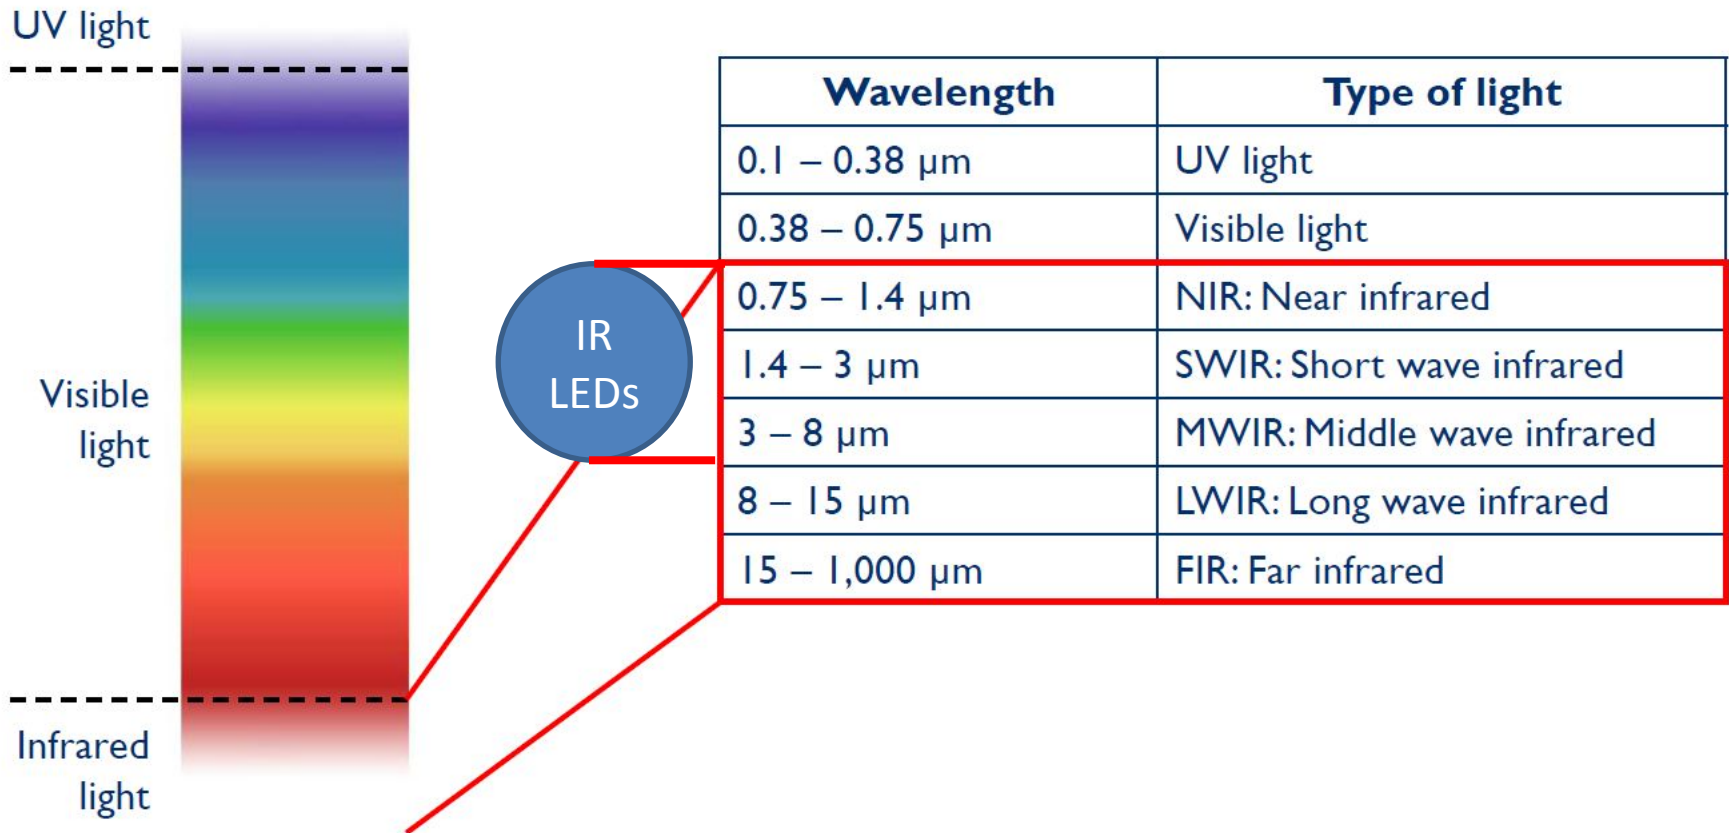 UV light
Visible
light
Infrared
light
IR
LEDs
Wavelength Type of light
0.1 – 0.38 µm UV light
0.38 – 0.75 µm Visible light
0.75 – 1.4 µm NIR: Near infrared
1.4 – 3 µm SWIR: Short wave infrared
3 – 8 µm MWIR: Middle wave infrared
8 – 15 µm LWIR: Long wave infrared
15 – 1,000 µm FIR: Far infrared